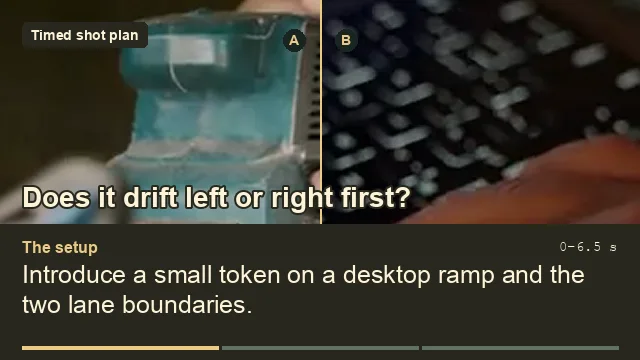 Timed shot plan
A
B
Does it drift left or right first?
The setup
0–6.5 s
Introduce a small token on a desktop ramp and the
two lane boundaries.